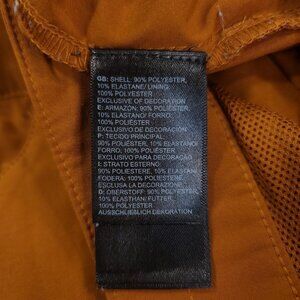 GB: SHELL: 90% POLYESTER,
10% ELASTANE/ LINING:
100% POLYESTER
EXCLUSIVE OF DECORATION
E: ARMAZON: 90% POLIESTER,
10% ELASTANO/ FORRO:
100% POLIÉSTER
EXCLUSIVO DE DECORACIÓN
P: TECIDO PRINCIPAL:
90% POLIÉSTER, 10% ELASTANO/
FORRO: 100% POLIÉSTER
EXCLUSIVO PARA DECORAÇÃO
I: STRATO ESTERNO:
90% POLIESTERE, 10% ELASTAN/
FODERA: 100% POLIESTERE,
ESCLUSA LA DECORAZIONE
D: OBERSTOFF: 90% POLYESTER,
10% ELASTHAN/ FUTTER:
100% POLYESTER
AUSSCHLIESSLICH DEKORATION